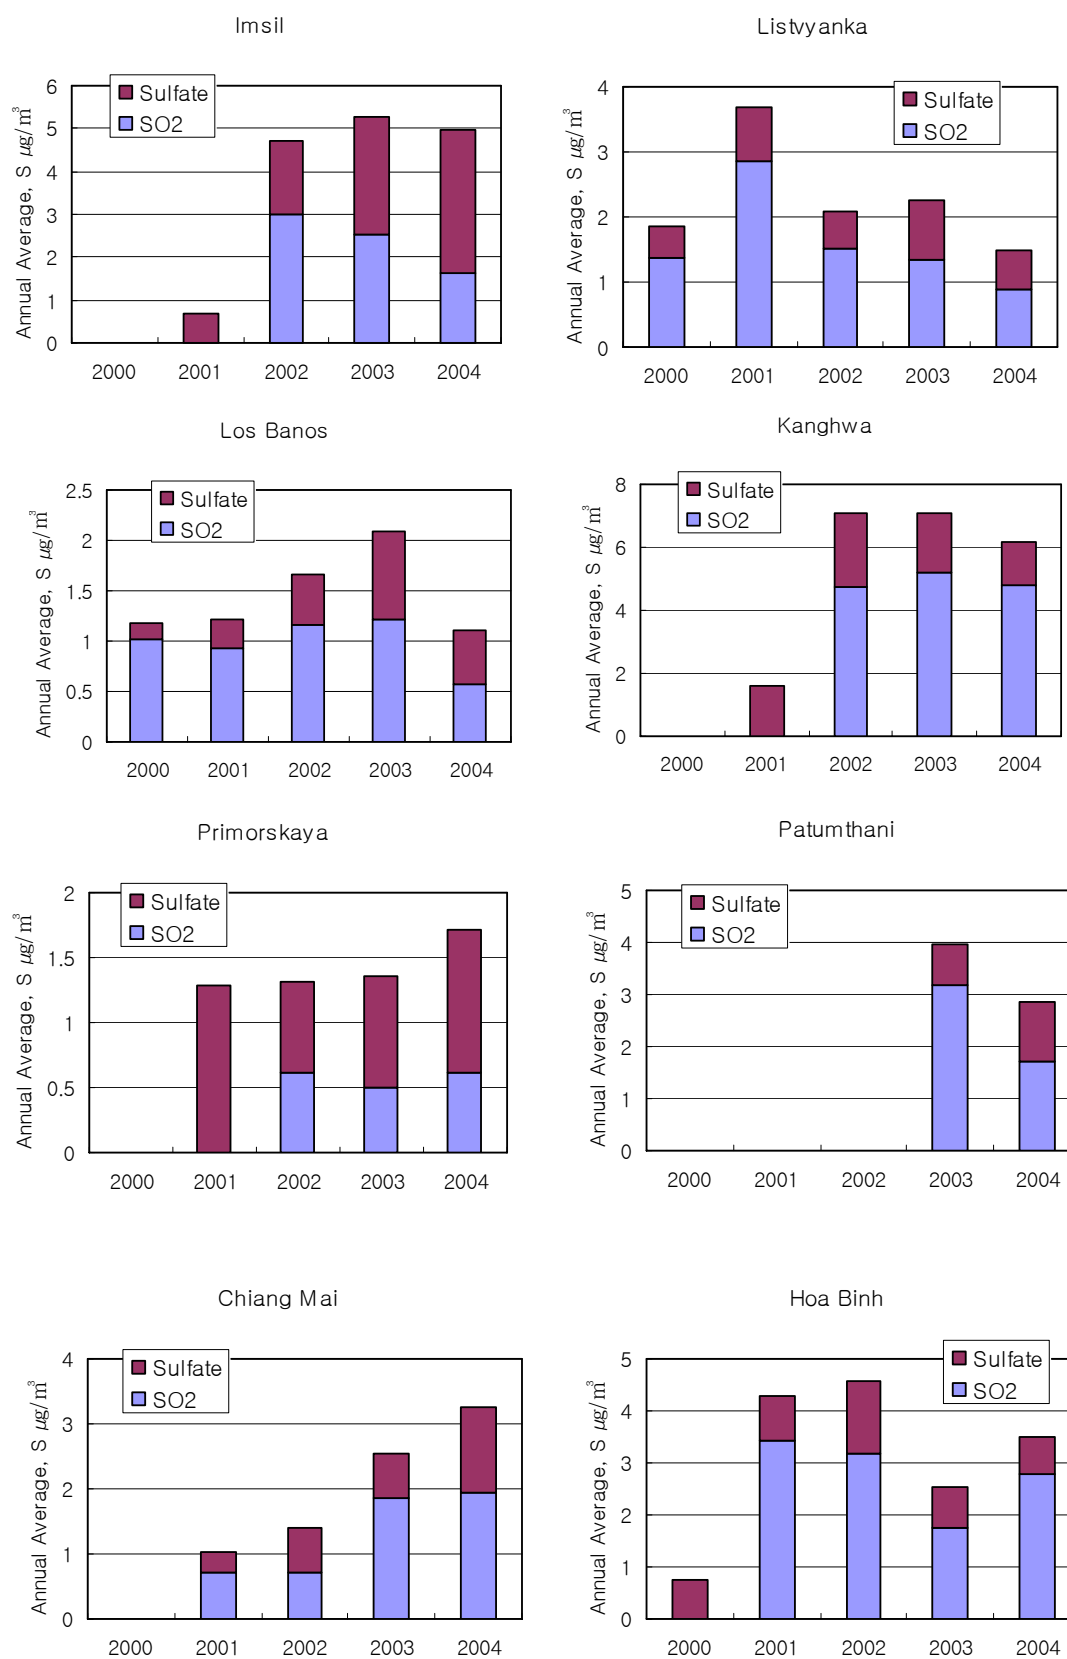 Imsil
Annual Average, S μg/m³
6
5
4
3
2
1
0
Sulfate
SO2
2000 2001 2002 2003 2004
Listvyanka
Annual Average, S μg/m³
4
3
2
1
0
Sulfate
SO2
2000 2001 2002 2003 2004
Los Banos
Annual Average, S μg/m³
2.5
2
1.5
1
0.5
0
Sulfate
SO2
2000 2001 2002 2003 2004
Kanghwa
Annual Average, S μg/m³
8
6
4
2
0
Sulfate
SO2
2000 2001 2002 2003 2004
Primorskaya
Annual Average, S μg/m³
2
1.5
1
0.5
0
Sulfate
SO2
2000 2001 2002 2003 2004
Patumthani
Annual Average, S μg/m³
5
4
3
2
1
0
Sulfate
SO2
2000 2001 2002 2003 2004
Chiang Mai
Annual Average, S μg/m³
4
3
2
1
0
Sulfate
SO2
2000 2001 2002 2003 2004
Hoa Binh
Annual Average, S μg/m³
5
4
3
2
1
0
Sulfate
SO2
2000 2001 2002 2003 2004